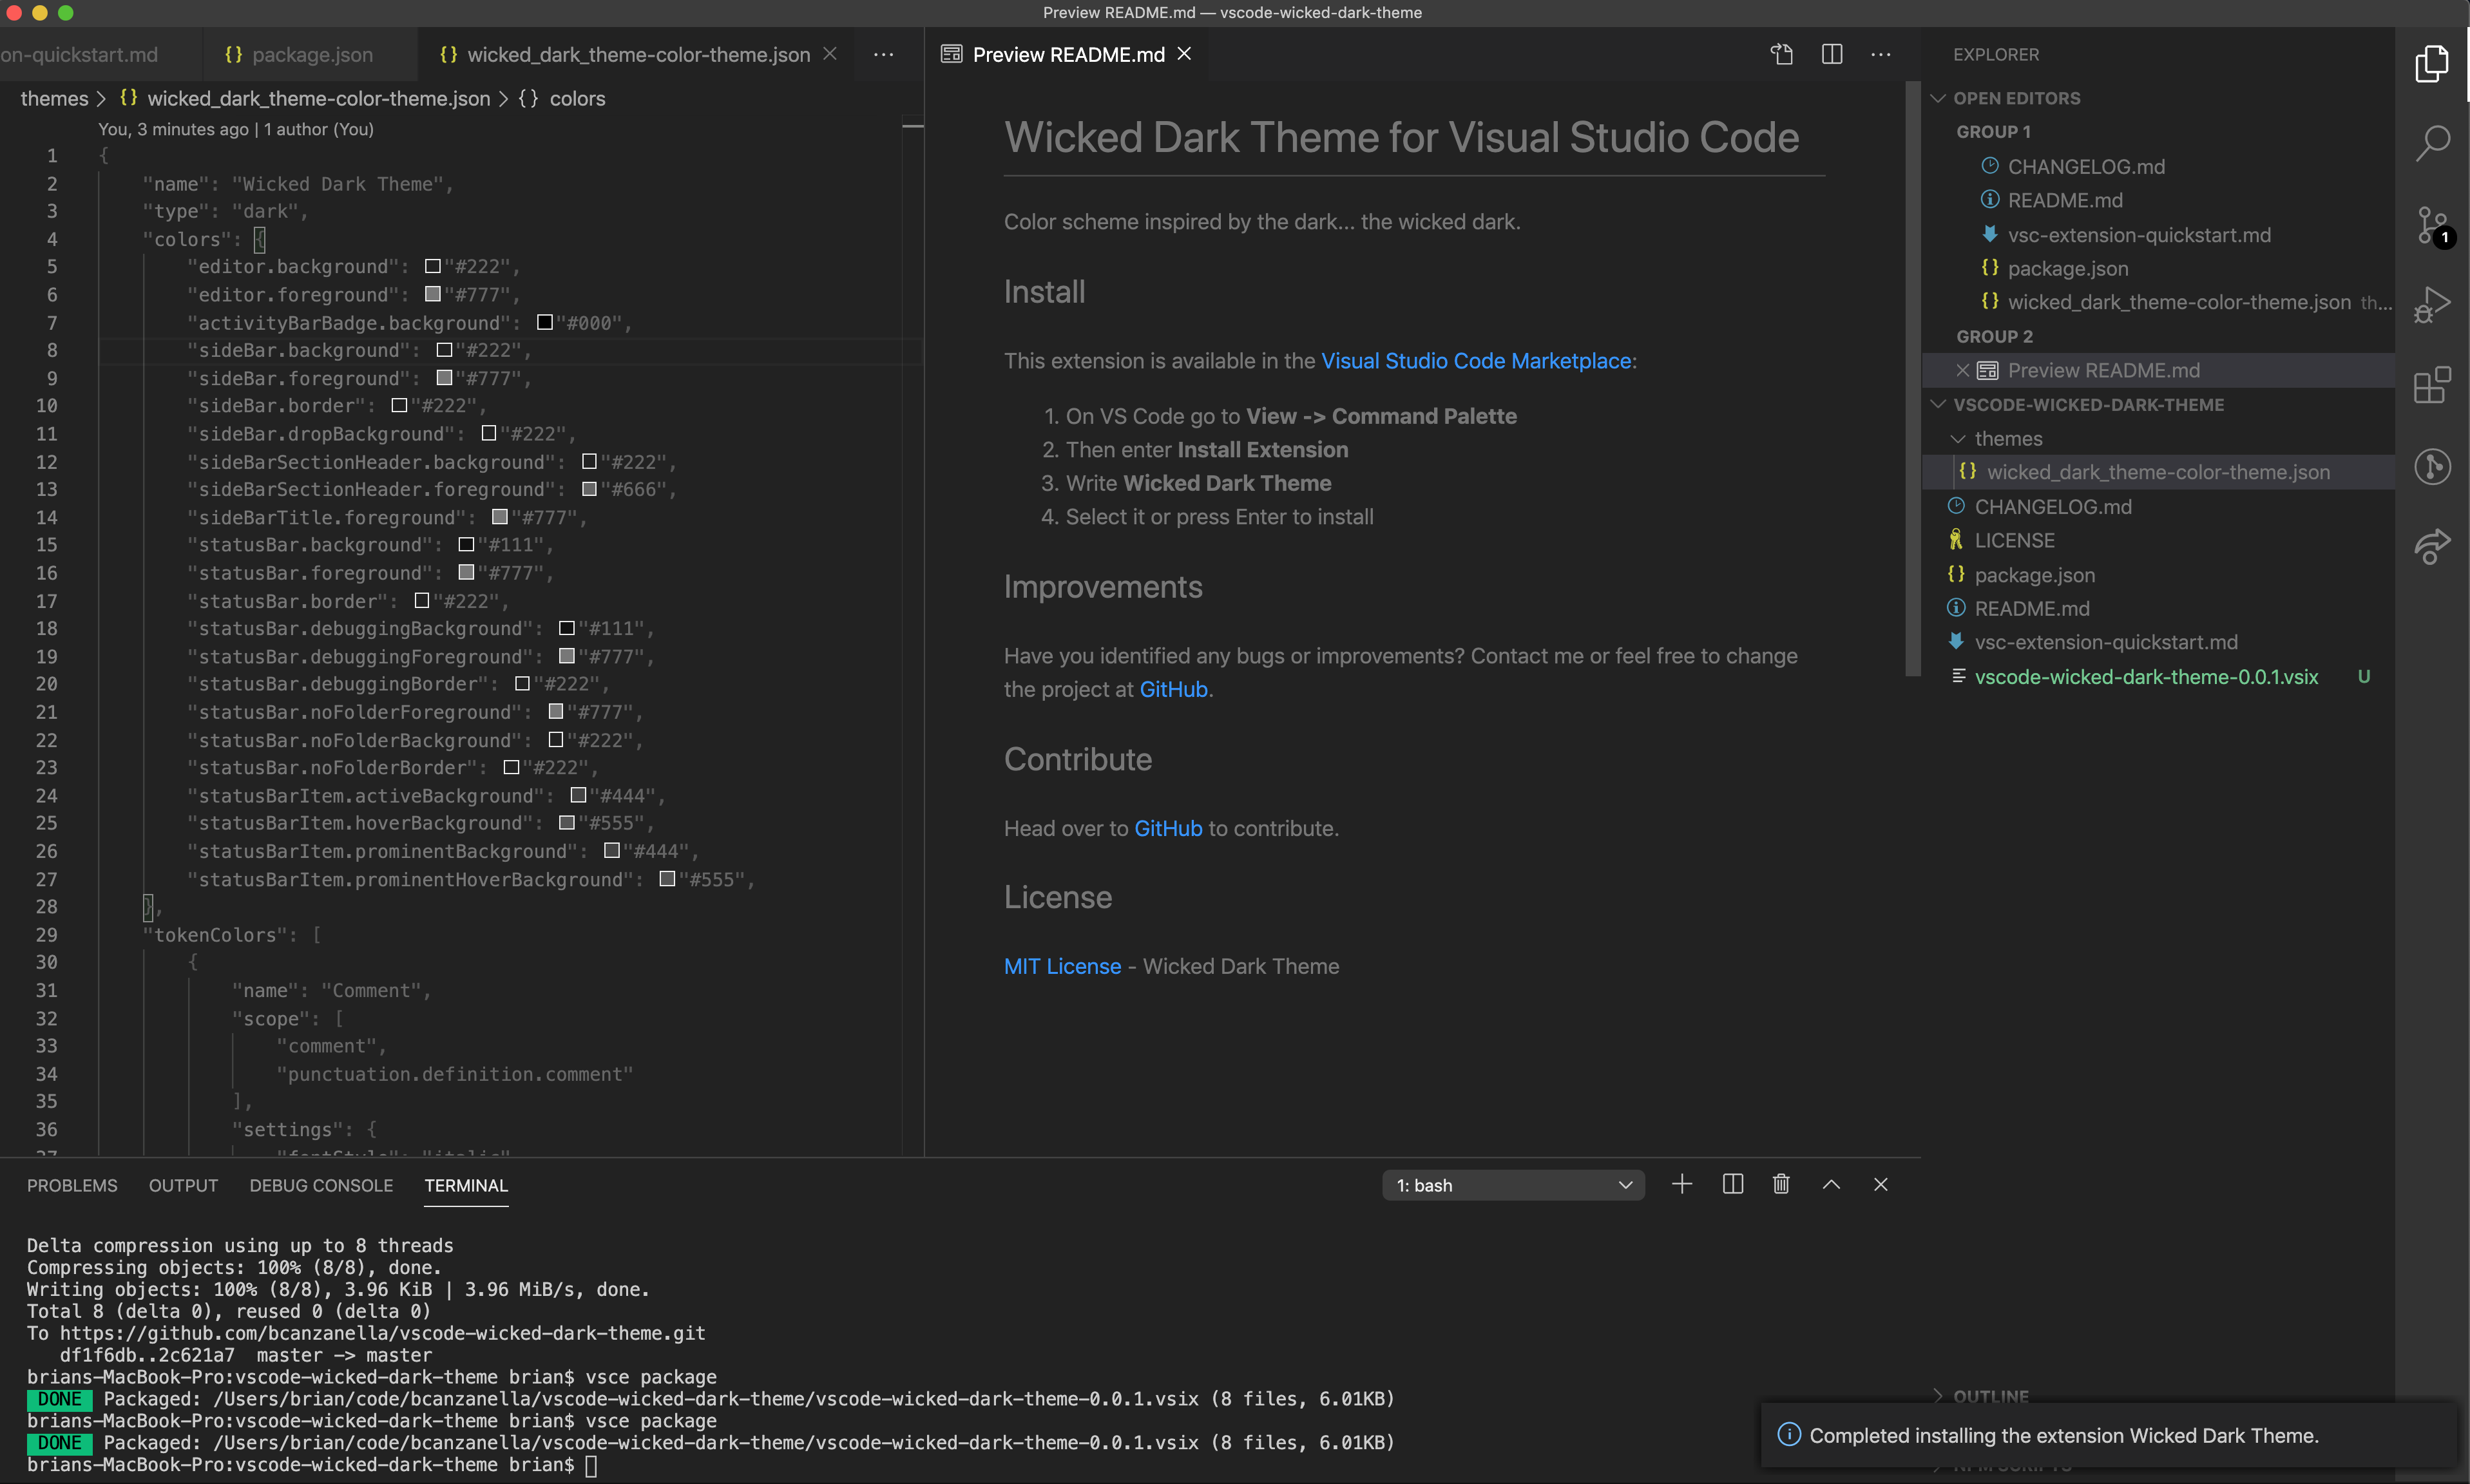 Preview README.md — vscode-wicked-dark-theme
on-quickstart.md
package.json
wicked_dark_theme-color-theme.json
Preview README.md
themes > {} wicked_dark_theme-color-theme.json > {} colors
You, 3 minutes ago | 1 author (You)
1 {
2 "name": "Wicked Dark Theme",
3 "type": "dark",
4 "colors": {
5 "editor.background": "#222",
6 "editor.foreground": "#777",
7 "activityBarBadge.background": "#000",
8 "sideBar.background": "#222",
9 "sideBar.foreground": "#777",
10 "sideBar.border": "#222",
11 "sideBar.dropBackground": "#222",
12 "sideBarSectionHeader.background": "#222",
13 "sideBarSectionHeader.foreground": "#666",
14 "sideBarTitle.foreground": "#777",
15 "statusBar.background": "#111",
16 "statusBar.foreground": "#777",
17 "statusBar.border": "#222",
18 "statusBar.debuggingBackground": "#111",
19 "statusBar.debuggingForeground": "#777",
20 "statusBar.debuggingBorder": "#222",
21 "statusBar.noFolderForeground": "#777",
22 "statusBar.noFolderBackground": "#222",
23 "statusBar.noFolderBorder": "#222",
24 "statusBarItem.activeBackground": "#444",
25 "statusBarItem.hoverBackground": "#555",
26 "statusBarItem.prominentBackground": "#444",
27 "statusBarItem.prominentHoverBackground": "#555",
28 },
29 "tokenColors": [
30 {
31 "name": "Comment",
32 "scope": [
33 "comment",
34 "punctuation.definition.comment"
35 ],
36 "settings": {
37 "fontStyle": "italic"
Wicked Dark Theme for Visual Studio Code
Color scheme inspired by the dark... the wicked dark.
Install
This extension is available in the Visual Studio Code Marketplace:
1. On VS Code go to View -> Command Palette
2. Then enter Install Extension
3. Write Wicked Dark Theme
4. Select it or press Enter to install
Improvements
Have you identified any bugs or improvements? Contact me or feel free to change
the project at GitHub.
Contribute
Head over to GitHub to contribute.
License
MIT License - Wicked Dark Theme
EXPLORER
OPEN EDITORS
GROUP 1
CHANGELOG.md
README.md
vsc-extension-quickstart.md
package.json
wicked_dark_theme-color-theme.json th...
GROUP 2
Preview README.md
VSCODE-WICKED-DARK-THEME
themes
wicked_dark_theme-color-theme.json
CHANGELOG.md
LICENSE
package.json
README.md
vsc-extension-quickstart.md
vscode-wicked-dark-theme-0.0.1.vsix U
OUTLINE
NPM SCRIPTS
1
PROBLEMS OUTPUT DEBUG CONSOLE TERMINAL
1: bash
Delta compression using up to 8 threads
Compressing objects: 100% (8/8), done.
Writing objects: 100% (8/8), 3.96 KiB | 3.96 MiB/s, done.
Total 8 (delta 0), reused 0 (delta 0)
To https://github.com/bcanzanella/vscode-wicked-dark-theme.git
df1f6db..2c621a7 master -> master
brians-MacBook-Pro:vscode-wicked-dark-theme brian$ vsce package
DONE Packaged: /Users/brian/code/bcanzanella/vscode-wicked-dark-theme/vscode-wicked-dark-theme-0.0.1.vsix (8 files, 6.01KB)
brians-MacBook-Pro:vscode-wicked-dark-theme brian$ vsce package
DONE Packaged: /Users/brian/code/bcanzanella/vscode-wicked-dark-theme/vscode-wicked-dark-theme-0.0.1.vsix (8 files, 6.01KB)
brians-MacBook-Pro:vscode-wicked-dark-theme brian$
Completed installing the extension Wicked Dark Theme.